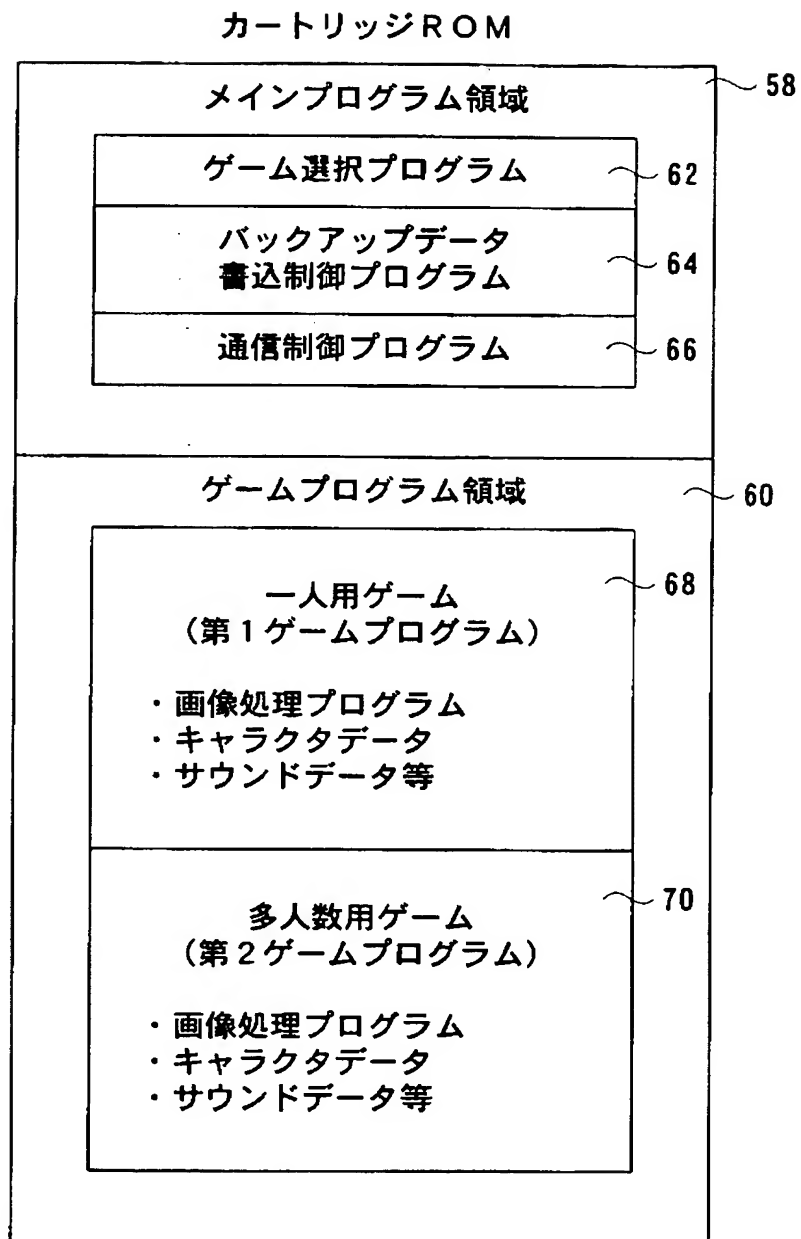 カートリッジROM
メインプログラム領域
58
ゲーム選択プログラム
62
バックアップデータ
書込制御プログラム
64
通信制御プログラム
66
ゲームプログラム領域
60
一人用ゲーム
68
(第1ゲームプログラム)
・画像処理プログラム
・キャラクタデータ
・サウンドデータ等
多人数用ゲーム
70
(第2ゲームプログラム)
・画像処理プログラム
・キャラクタデータ
・サウンドデータ等